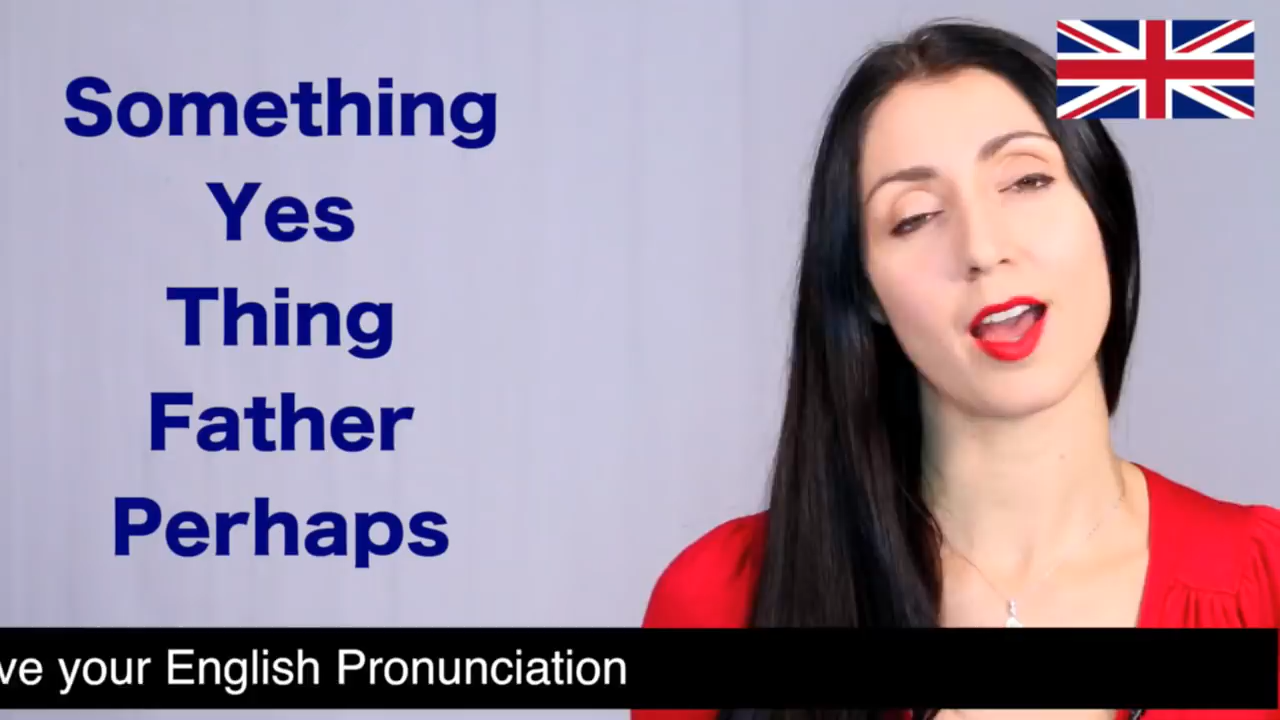 Something
Yes
Thing
Father
Perhaps
ve your English Pronunciation